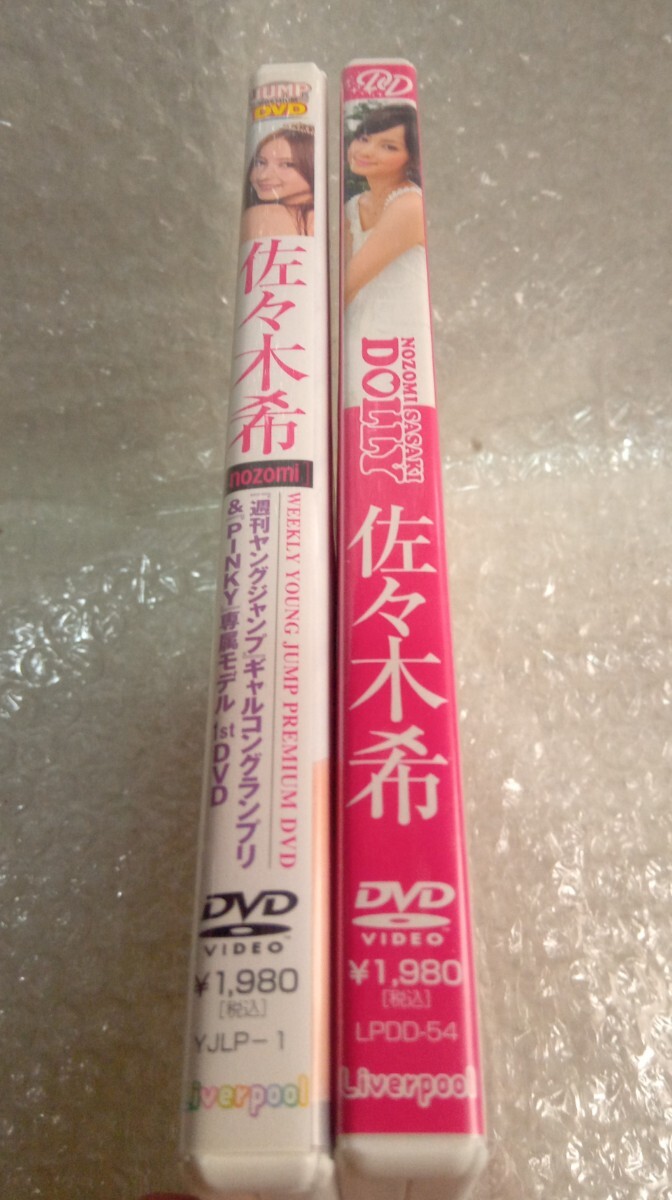 JUMP
DVD
佐々木希
nozomi
WEEKLY YOUNG JUMP PREMIUM DVD
『週刊ヤングジャンプ』ギャルコングランプリ
&『PINKY』専属モデル 1stDVD
DVD
VIDEO
¥1,980
[税込]
YJLP-1
Liverpool
NOZOMI SASAKI
DOLLY
佐々木希
DVD
VIDEO
¥1,980
[税込]
LPDD-54
Liverpool